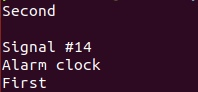 Second

Signal #14
Alarm clock
First